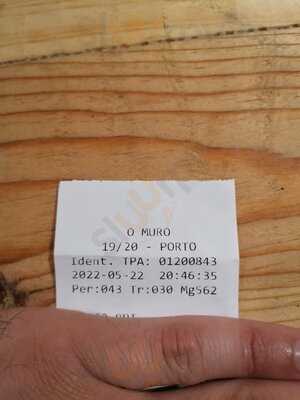 O MURO
19/20 - PORTO
Ident. TPA: 01200843
2022-05-22 20:46:35
Per:043 Tr:030 Mg562